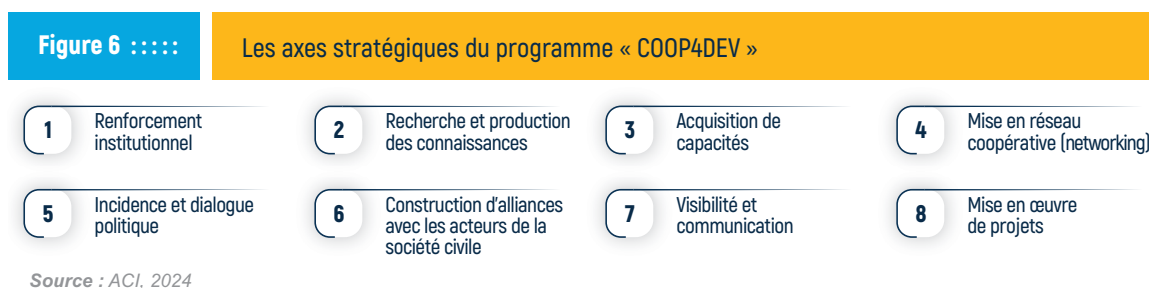 Figure 6 :::::
Les axes stratégiques du programme « COOP4DEV »
1
Renforcement
institutionnel
2
Recherche et production
des connaissances
3
Acquisition de
capacités
4
Mise en réseau
coopérative (networking)
5
Incidence et dialogue
politique
6
Construction d'alliances
avec les acteurs de la
société civile
7
Visibilité et
communication
8
Mise en œuvre
de projets
Source : ACI, 2024